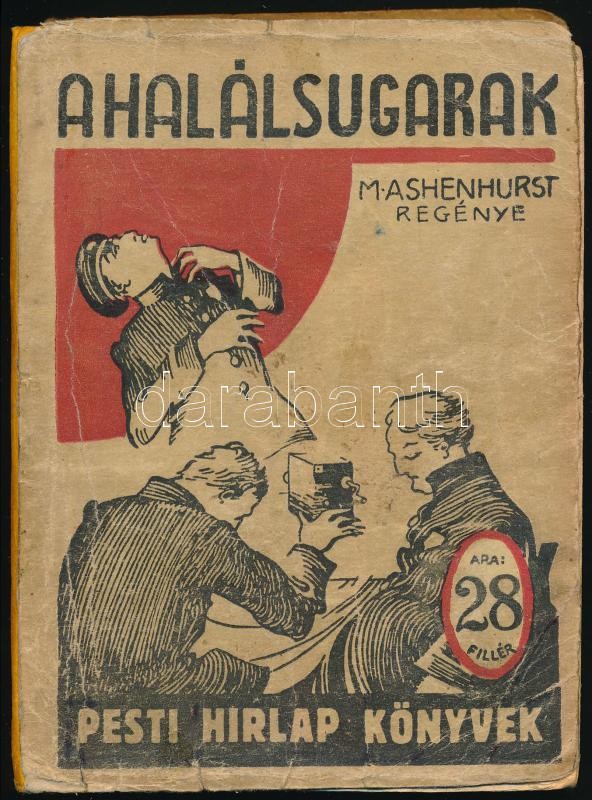 A HALÁLSUGARAK
M. ASHENHURST
REGÉNYE
darabanth
ÁRA:
28
FILLÉR
PESTI HIRLAP KÖNYVEK